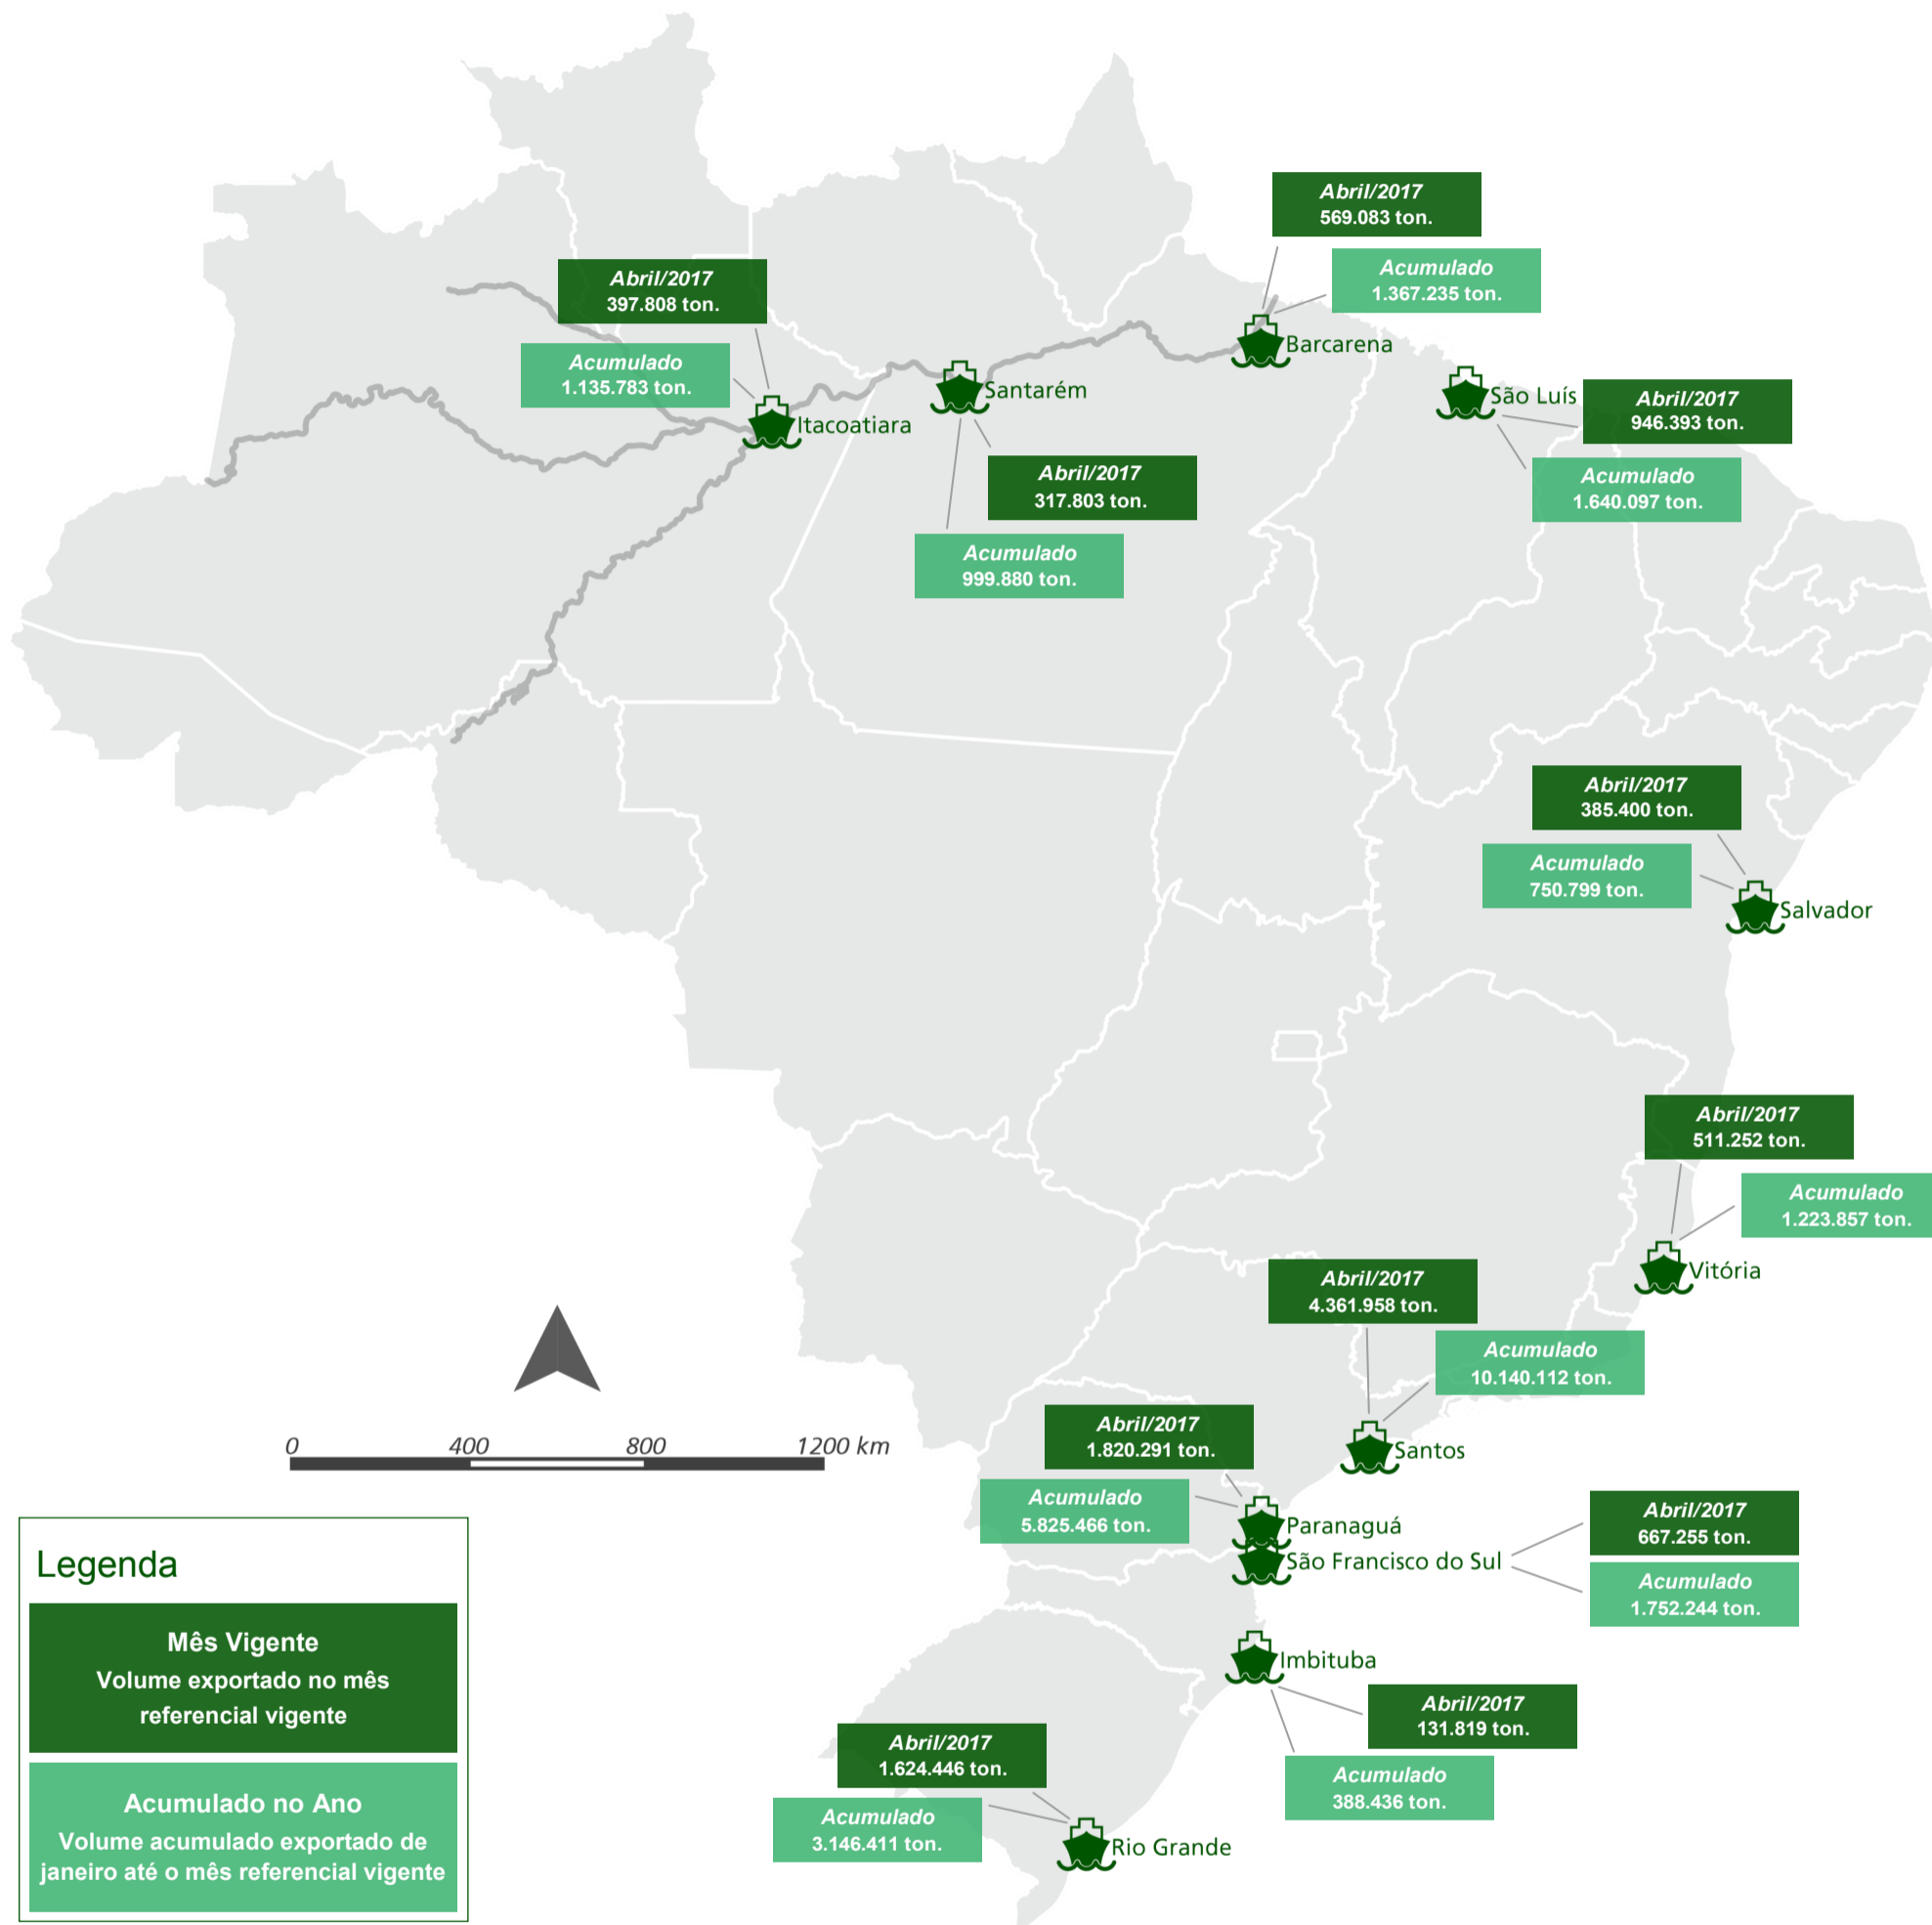 Abril/2017
569.083 ton.
Acumulado
1.367.235 ton.
Barcarena
Abril/2017
397.808 ton.
Acumulado
1.135.783 ton.
Itacoatiara
Santarém
Abril/2017
317.803 ton.
Acumulado
999.880 ton.
São Luís
Abril/2017
946.393 ton.
Acumulado
1.640.097 ton.
Abril/2017
385.400 ton.
Acumulado
750.799 ton.
Salvador
Abril/2017
511.252 ton.
Acumulado
1.223.857 ton.
Vitória
Abril/2017
4.361.958 ton.
Acumulado
10.140.112 ton.
Santos
Abril/2017
1.820.291 ton.
Acumulado
5.825.466 ton.
Paranaguá
São Francisco do Sul
Abril/2017
667.255 ton.
Acumulado
1.752.244 ton.
Imbituba
Abril/2017
131.819 ton.
Acumulado
388.436 ton.
Abril/2017
1.624.446 ton.
Acumulado
3.146.411 ton.
Rio Grande
0 400 800 1200 km
Legenda
Mês Vigente
Volume exportado no mês
referencial vigente
Acumulado no Ano
Volume acumulado exportado de
janeiro até o mês referencial vigente